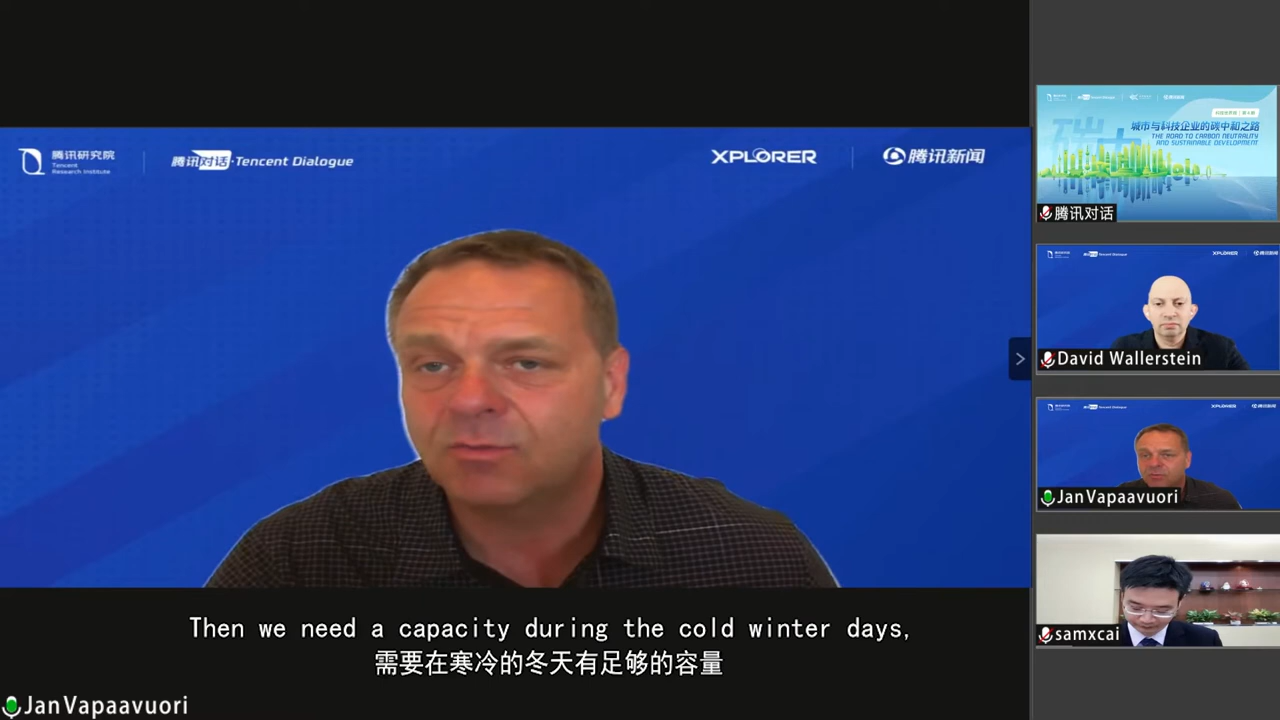 腾讯研究院
Tencent
Research Institute
腾讯对话·Tencent Dialogue
XPLORER
腾讯新闻
Then we need a capacity during the cold winter days,
需要在寒冷的冬天有足够的容量
JanVapaavuori
城市与科技企业的碳中和之路
THE ROAD TO CARBON NEUTRALITY
AND SUSTAINABLE DEVELOPMENT
腾讯对话
XPLORER
David Wallerstein
XPLORER
JanVapaavuori
samxcai